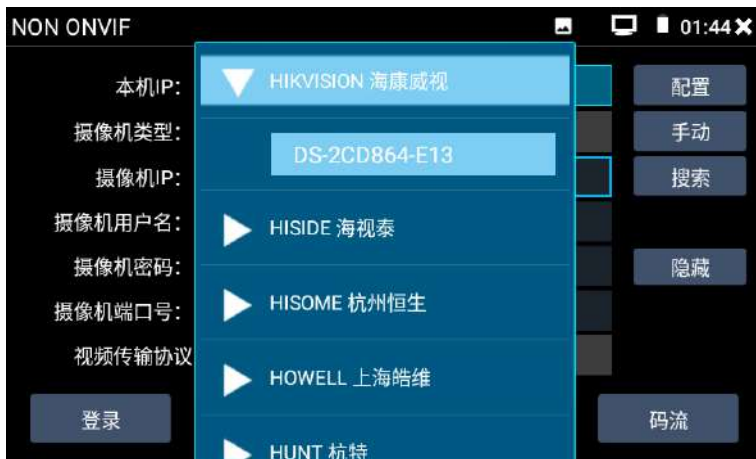 NON ONVIF
01:44
本机IP：
HIKVISION 海康威视
配置
摄像机类型：
DS-2CD864-E13
手动
摄像机IP：
搜索
摄像机用户名：
HISIDE 海视泰
摄像机密码：
隐藏
摄像机端口号：
HISOME 杭州恒生
视频传输协议
HOWELL 上海皓维
登录
码流
HUNT 杭特